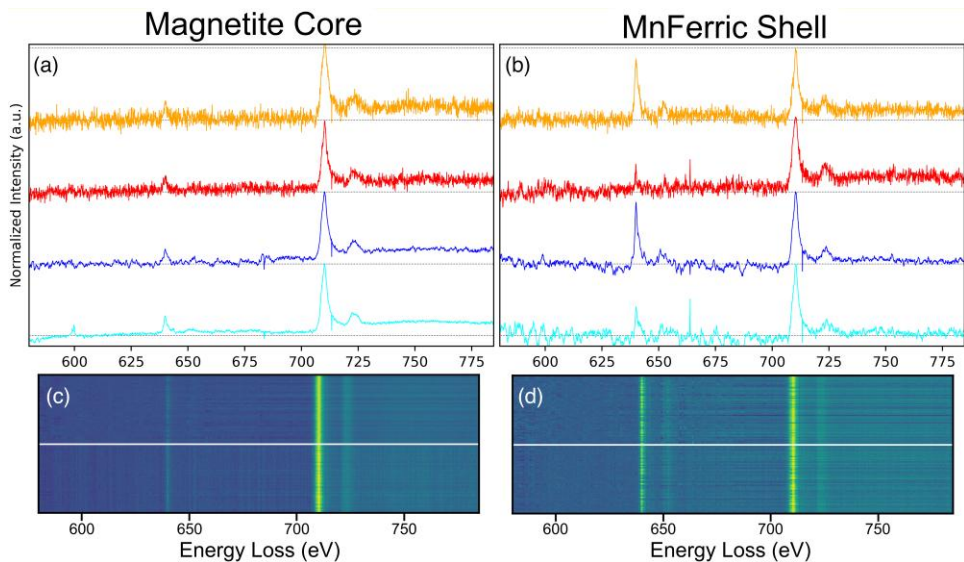 Magnetite Core
MnFerric Shell
Normalized Intensity (a.u.)
(a)
600 625 650 675 700 725 750 775
(b)
600 625 650 675 700 725 750 775
(c)
600 650 700 750
Energy Loss (eV)
(d)
600 650 700 750
Energy Loss (eV)